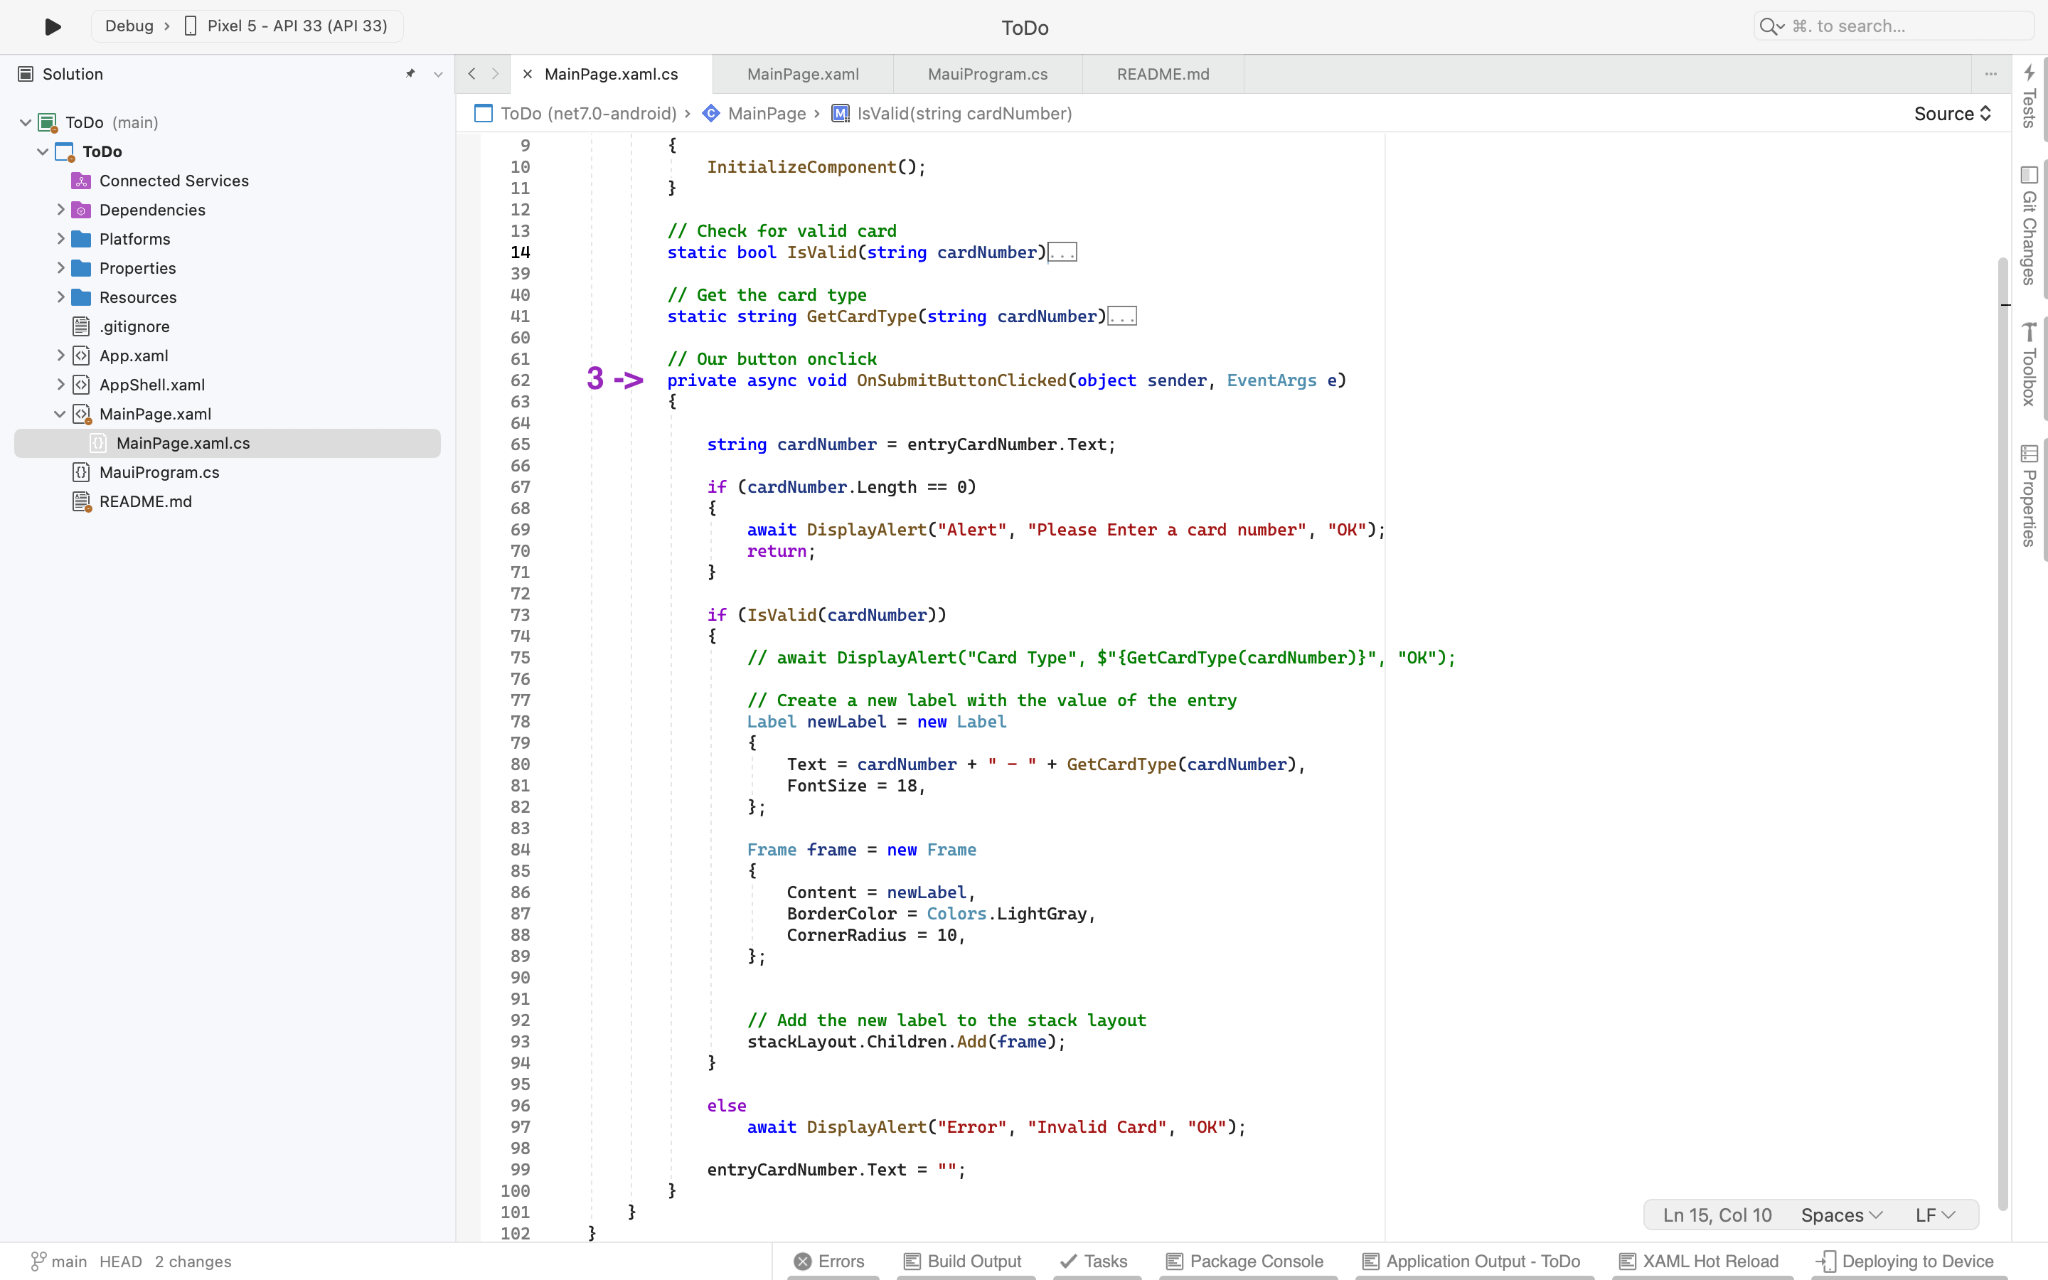 Debug › Pixel 5 - API 33 (API 33)
ToDo
⌘. to search...
Solution
ToDo (main)
ToDo
Connected Services
Dependencies
Platforms
Properties
Resources
.gitignore
App.xaml
AppShell.xaml
MainPage.xaml
MainPage.xaml.cs
MauiProgram.cs
README.md
MainPage.xaml.cs MainPage.xaml MauiProgram.cs README.md ...
ToDo (net7.0-android) › MainPage › M IsValid(string cardNumber) Source
9 {
10 InitializeComponent();
11 }
12
13 // Check for valid card
14 static bool IsValid(string cardNumber)...
39
40 // Get the card type
41 static string GetCardType(string cardNumber)...
60
61 // Our button onclick
3 ->
62 private async void OnSubmitButtonClicked(object sender, EventArgs e)
63 {
64
65 string cardNumber = entryCardNumber.Text;
66
67 if (cardNumber.Length == 0)
68 {
69 await DisplayAlert("Alert", "Please Enter a card number", "OK");
70 return;
71 }
72
73 if (IsValid(cardNumber))
74 {
75 // await DisplayAlert("Card Type", $"{GetCardType(cardNumber)}", "OK");
76
77 // Create a new label with the value of the entry
78 Label newLabel = new Label
79 {
80 Text = cardNumber + " - " + GetCardType(cardNumber),
81 FontSize = 18,
82 };
83
84 Frame frame = new Frame
85 {
86 Content = newLabel,
87 BorderColor = Colors.LightGray,
88 CornerRadius = 10,
89 };
90
91
92 // Add the new label to the stack layout
93 stackLayout.Children.Add(frame);
94 }
95
96 else
97 await DisplayAlert("Error", "Invalid Card", "OK");
98
99 entryCardNumber.Text = "";
100 }
101 }
102 }
Tests
Git Changes
Toolbox
Properties
Ln 15, Col 10 Spaces LF
main HEAD 2 changes
Errors Build Output Tasks Package Console Application Output - ToDo XAML Hot Reload Deploying to Device